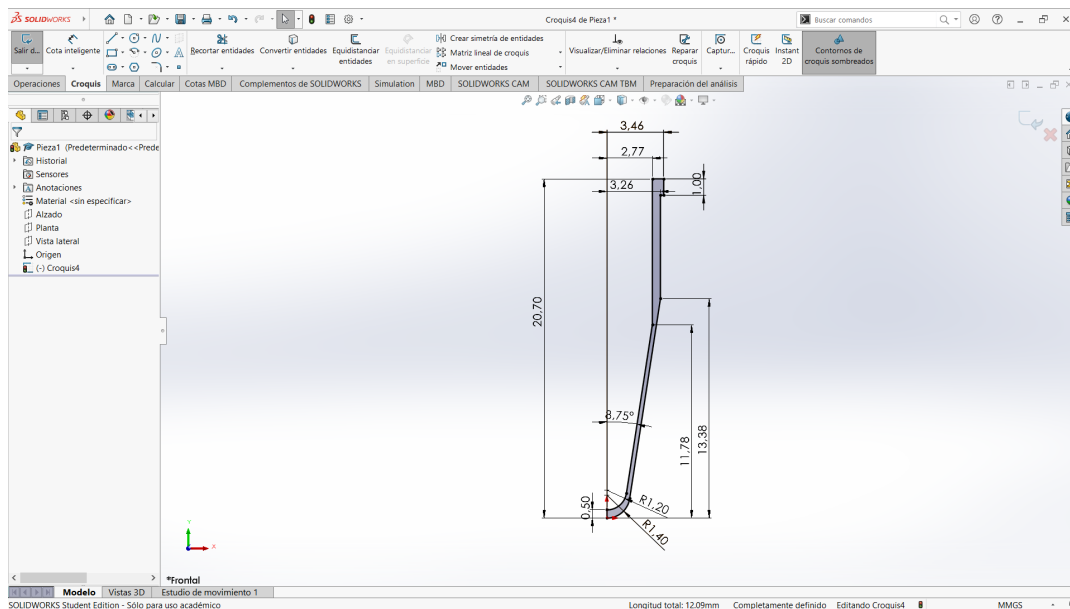 SOLIDWORKS
Croquis4 de Pieza1 *
Buscar comandos
Salir d...
Cota inteligente
Recortar entidades
Convertir entidades
Equidistanciar entidades
Equidistanciar en superficie
Crear simetría de entidades
Matriz lineal de croquis
Mover entidades
Visualizar/Eliminar relaciones
Reparar croquis
Captur...
Croquis rápido
Instant 2D
Contornos de croquis sombreados
Operaciones
Croquis
Marca
Calcular
Cotas MBD
Complementos de SOLIDWORKS
Simulation
MBD
SOLIDWORKS CAM
SOLIDWORKS CAM TBM
Preparación del análisis
Pieza1 (Predeterminado<<Prede
Historial
Sensores
Anotaciones
Material <sin especificar>
Alzado
Planta
Vista lateral
Origen
(-) Croquis4
3,46
2,77
3,26
1,00
20,70
8,75°
11,78
13,38
0,50
R1,20
R1,40
Y
X
*Frontal
Modelo
Vistas 3D
Estudio de movimiento 1
SOLIDWORKS Student Edition - Sólo para uso académico
Longitud total: 12.09mm
Completamente definido
Editando Croquis4
MMGS